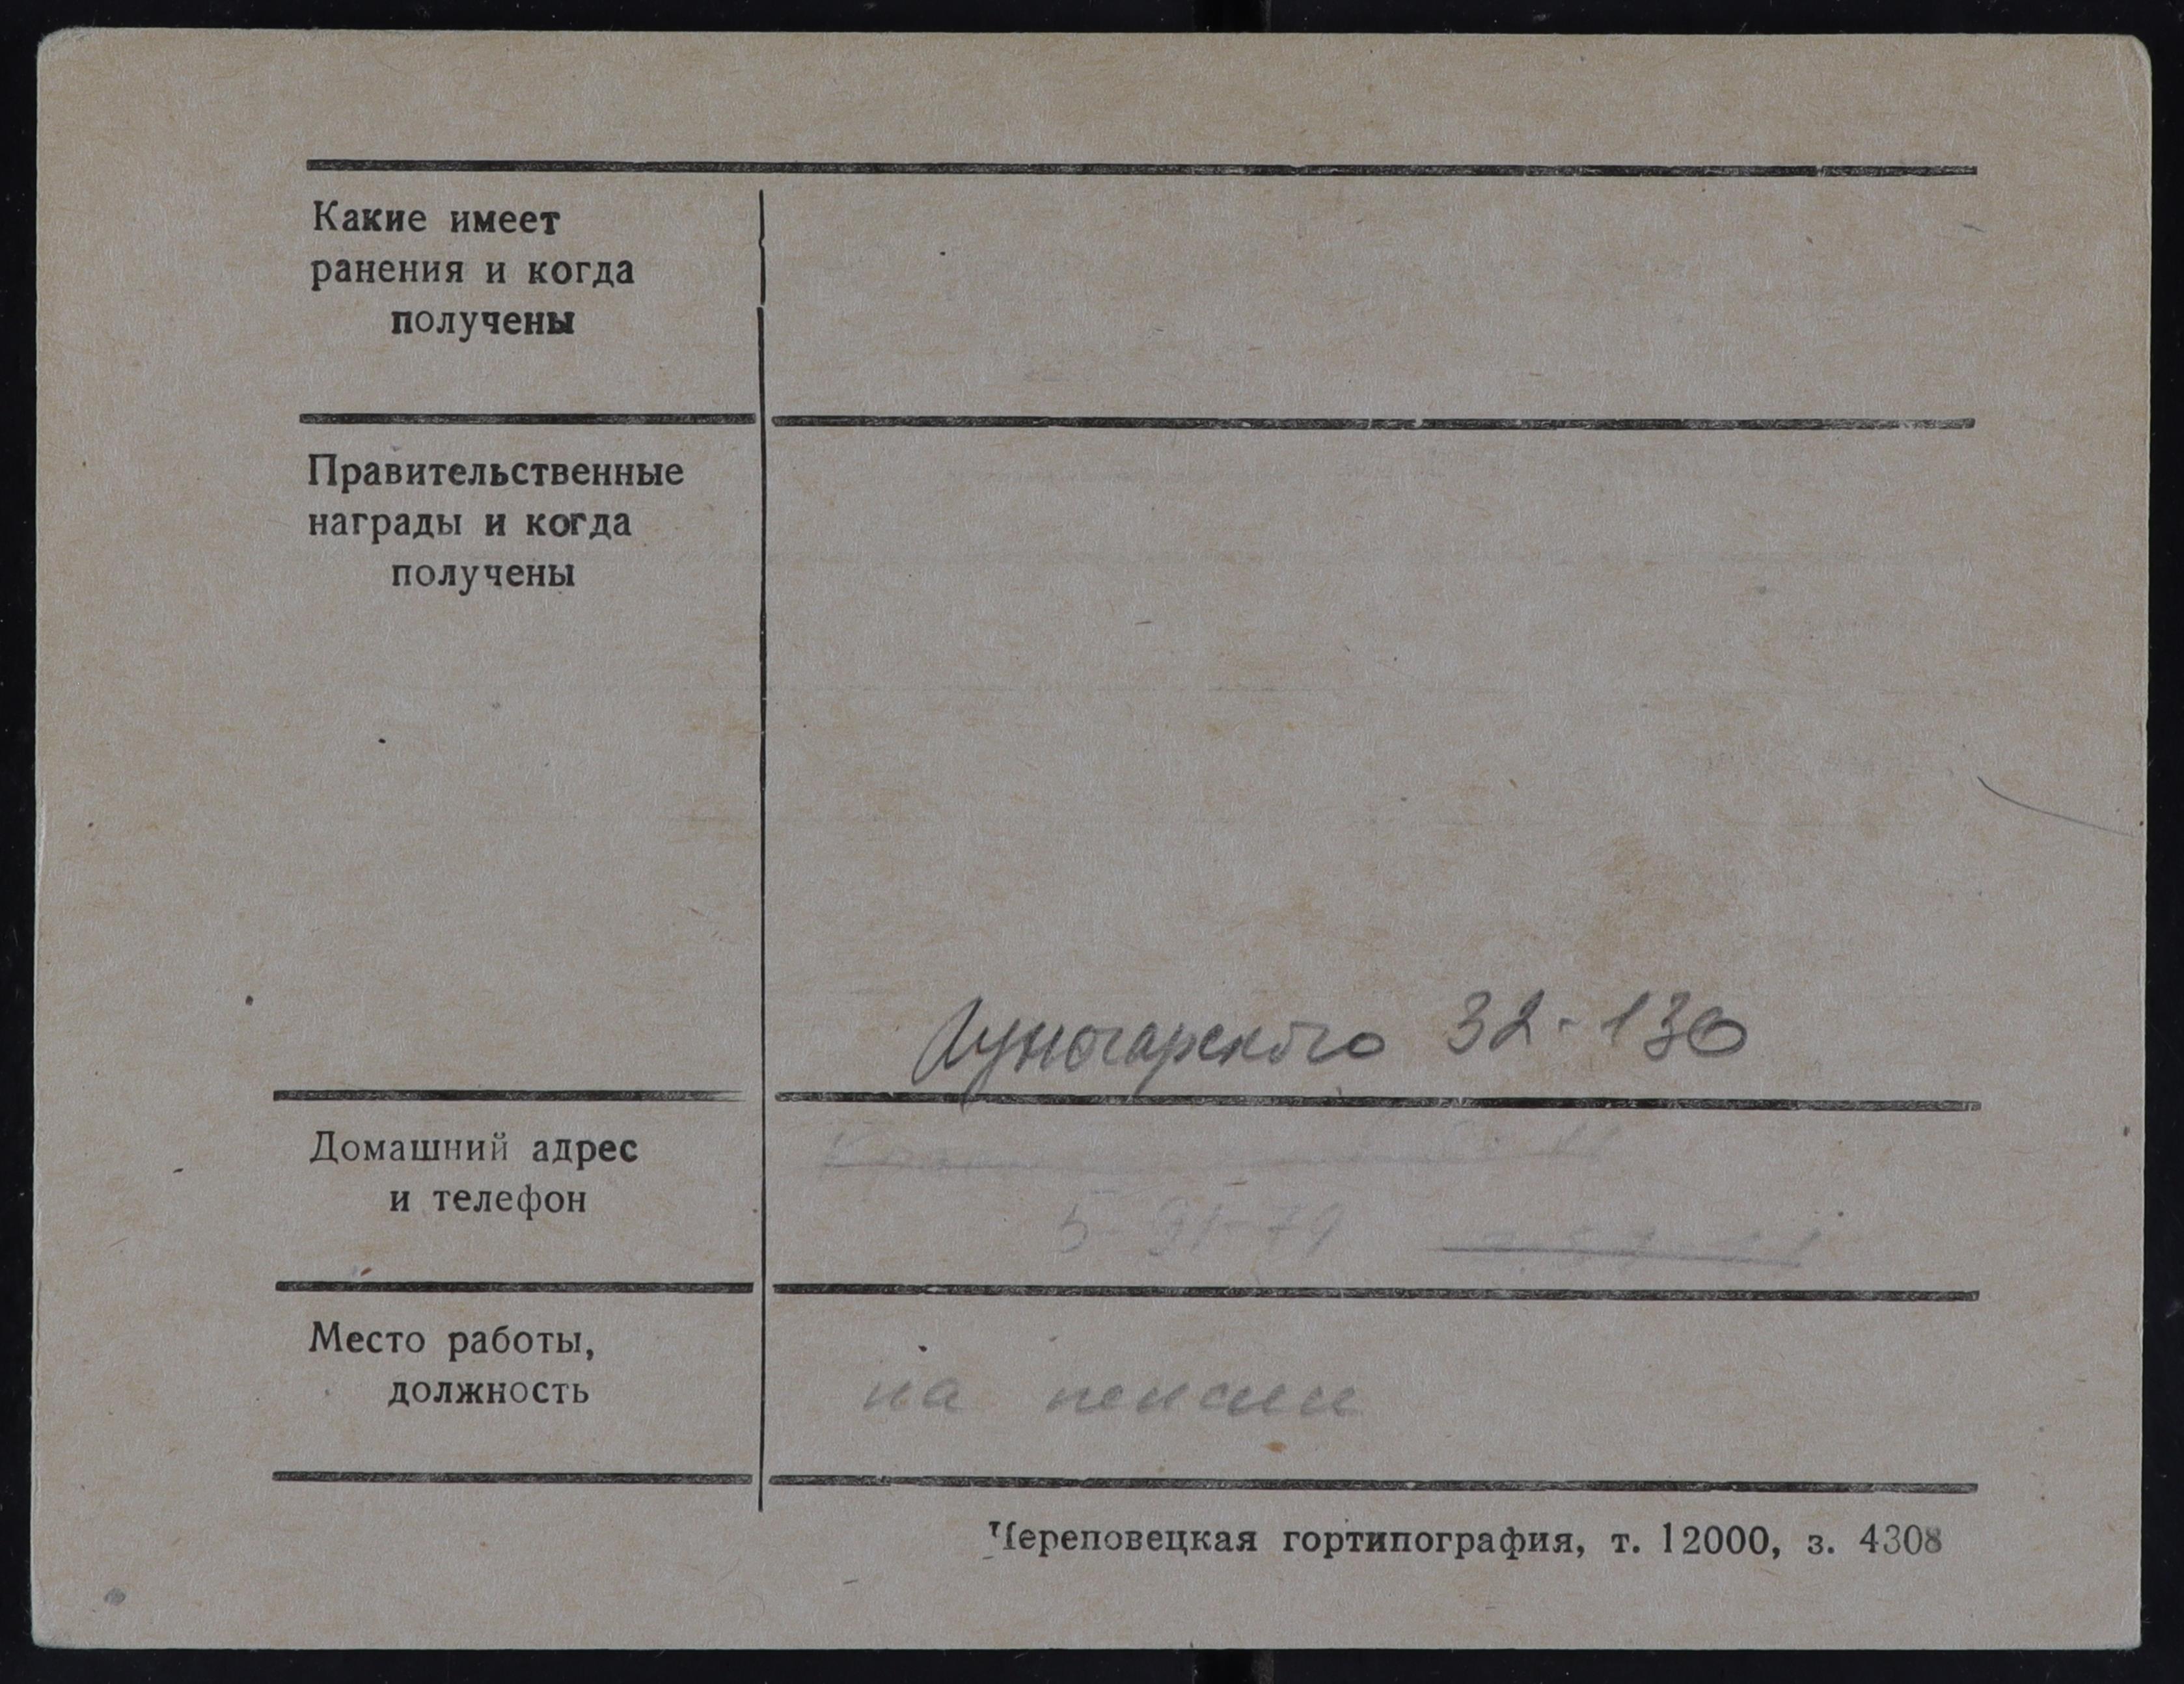 Какие имеет
ранения и когда
получены
Правительственные
награды и когда
получены
Луначарского 32-130
Домашний адрес
и телефон
5-91-79
Место работы,
должность
на пенсии
Череповецкая гортипография, т. 12000, з. 4308